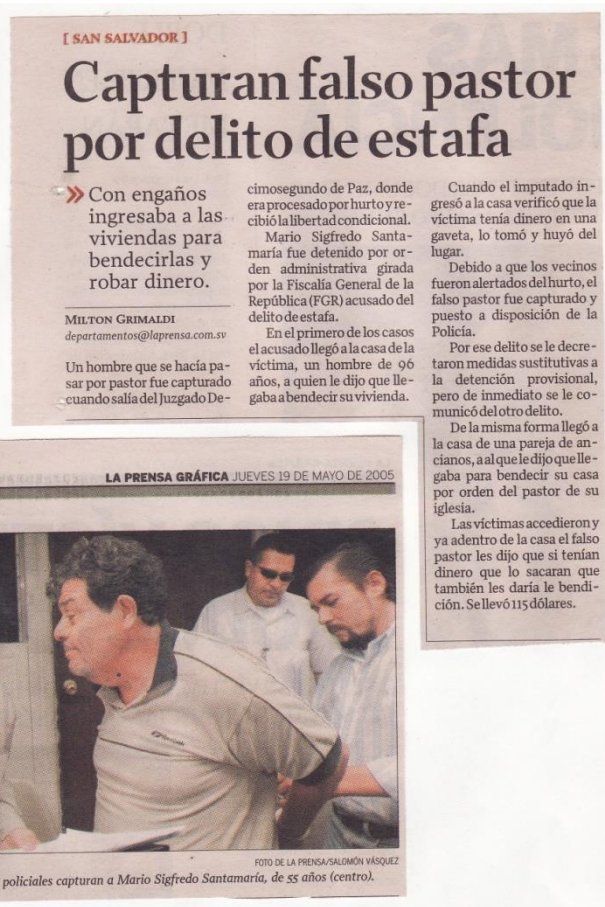 [ SAN SALVADOR ]
Capturan falso pastor
por delito de estafa
Con engaños
ingresaba a las
viviendas para
bendecirlas y
robar dinero.
MILTON GRIMALDI
departamentos@laprensa.com.sv
Un hombre que se hacía pa-
sar por pastor fue capturado
cuando salía del Juzgado De-
cimosegundo de Paz, donde
era procesado por hurto y re-
cibió la libertad condicional.
Mario Sigfredo Santa-
maría fue detenido por or-
den administrativa girada
por la Fiscalía General de la
República (FGR) acusado del
delito de estafa.
En el primero de los casos
el acusado llegó a la casa de la
víctima, un hombre de 96
años, a quien le dijo que lle-
gaba a bendecir su vivienda.
Cuando el imputado in-
gresó a la casa verificó que la
víctima tenía dinero en una
gaveta, lo tomó y huyó del
lugar.
Debido a que los vecinos
fueron alertados del hurto, el
falso pastor fue capturado y
puesto a disposición de la
Policía.
Por ese delito se le decre-
taron medidas sustitutivas a
la detención provisional,
pero de inmediato se le co-
municó del otro delito.
De la misma forma llegó a
la casa de una pareja de an-
cianos, a al que le dijo que lle-
gaba para bendecir su casa
por orden del pastor de su
iglesia.
Las víctimas accedieron y
ya adentro de la casa el falso
pastor les dijo que si tenían
dinero que lo sacaran que
también les daría le bendi-
ción. Se llevó 115 dólares.
LA PRENSA GRÁFICA JUEVES 19 DE MAYO DE 2005
FOTO DE LA PRENSA/SALOMÓN VÁSQUEZ
policiales capturan a Mario Sigfredo Santamaría, de 55 años (centro).